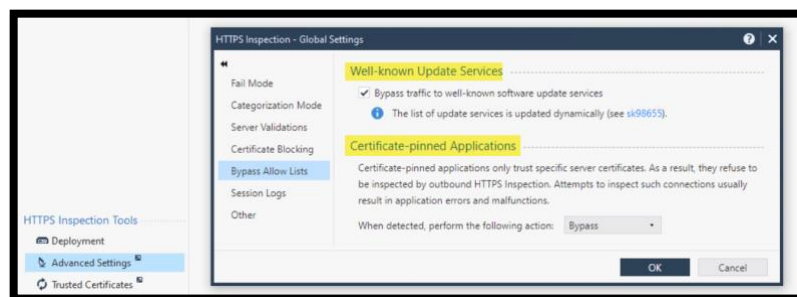 HTTPS Inspection - Global Settings
Fail Mode
Categorization Mode
Server Validations
Certificate Blocking
Bypass Allow Lists
Session Logs
Other
Well-known Update Services
Bypass traffic to well-known software update services
The list of update services is updated dynamically (see sk98655).
Certificate-pinned Applications
Certificate-pinned applications only trust specific server certificates. As a result, they refuse to
be inspected by outbound HTTPS Inspection. Attempts to inspect such connections usually
result in application errors and malfunctions.
When detected, perform the following action: Bypass
OK Cancel
HTTPS Inspection Tools
Deployment
Advanced Settings
Trusted Certificates